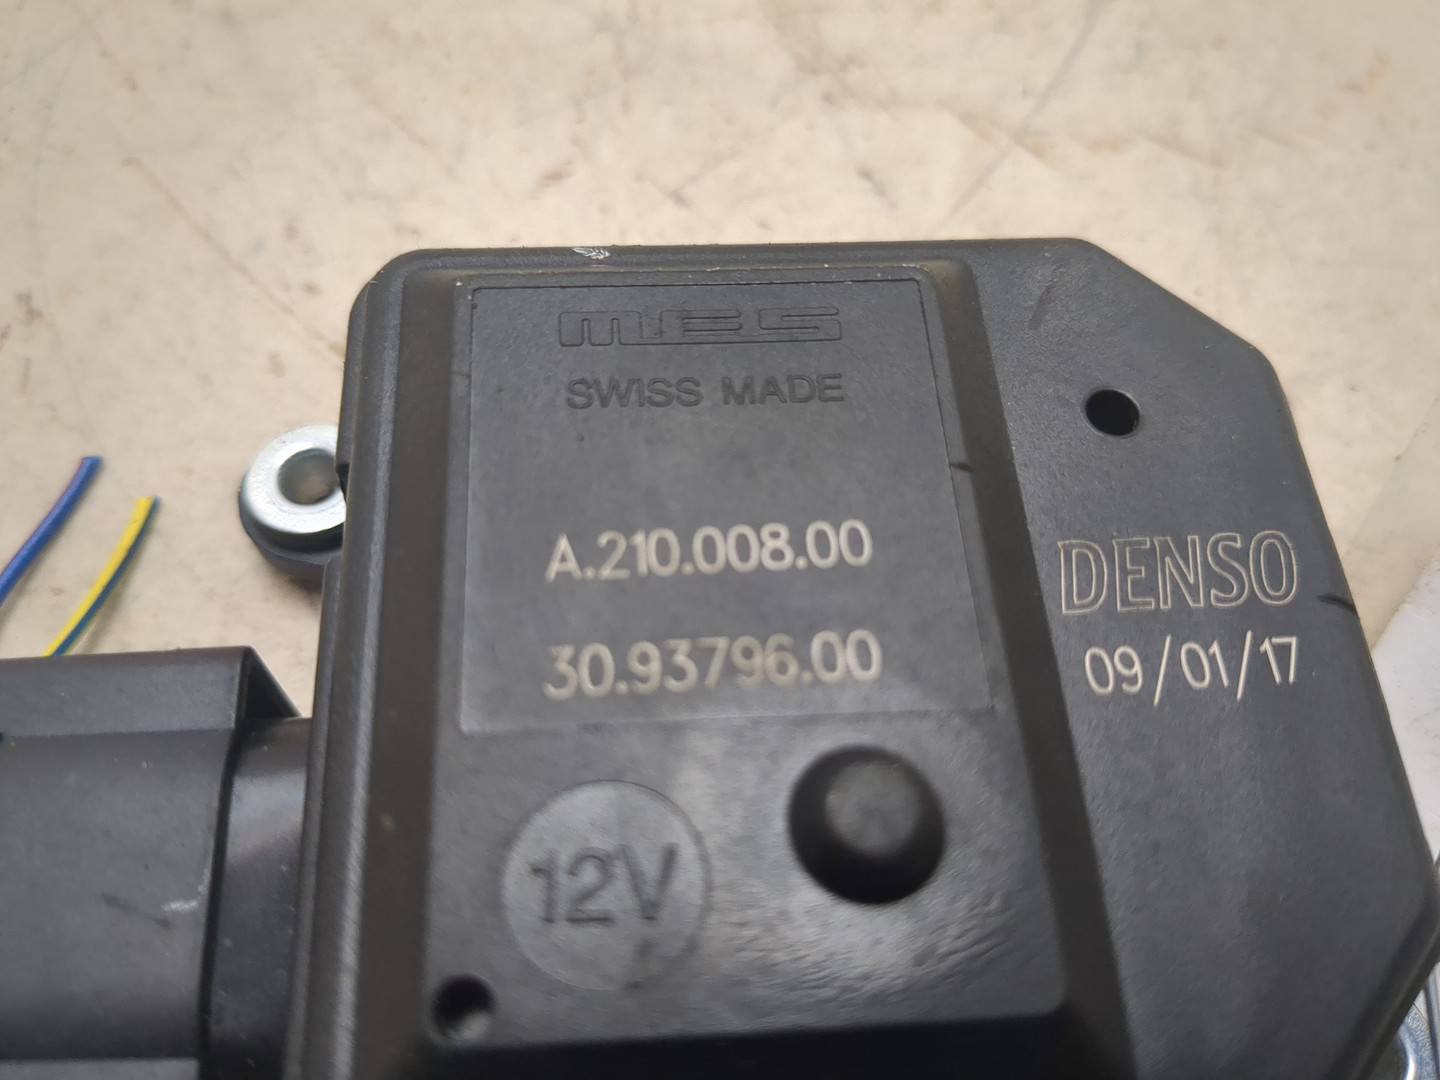 MES
SWISS MADE
A.210.008.00
30.93796.00
12V
DENSO
09/01/17